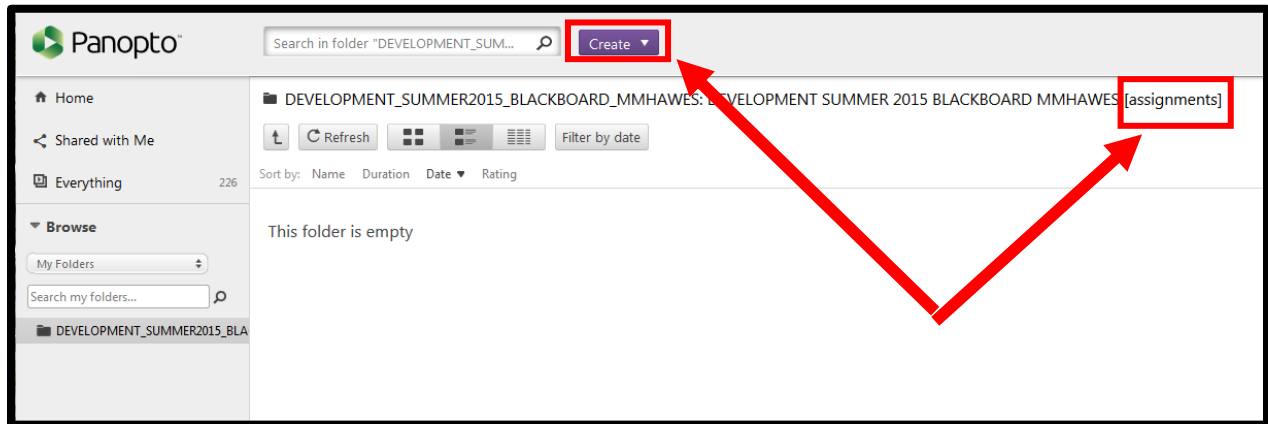 Panopto™
Search in folder "DEVELOPMENT_SUM...
Create
Home
Shared with Me
Everything 226
Browse
My Folders
Search my folders...
DEVELOPMENT_SUMMER2015_BLA
DEVELOPMENT_SUMMER2015_BLACKBOARD_MMHAWES: DEVELOPMENT SUMMER 2015 BLACKBOARD MMHAWES [assignments]
Refresh Filter by date
Sort by: Name Duration Date Rating
This folder is empty